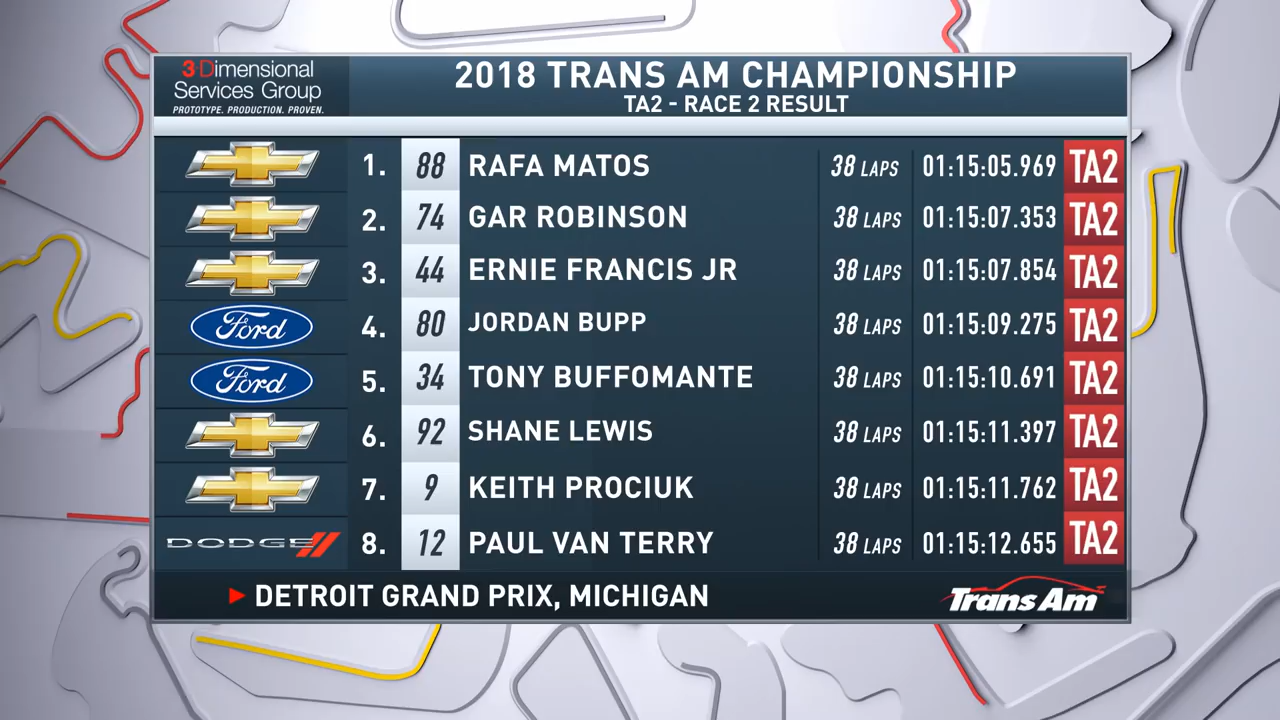 3-Dimensional
Services Group
PROTOTYPE. PRODUCTION. PROVEN.
2018 TRANS AM CHAMPIONSHIP
TA2 - RACE 2 RESULT
1. 88 RAFA MATOS 38 LAPS 01:15:05.969 TA2
2. 74 GAR ROBINSON 38 LAPS 01:15:07.353 TA2
3. 44 ERNIE FRANCIS JR 38 LAPS 01:15:07.854 TA2
Ford 4. 80 JORDAN BUPP 38 LAPS 01:15:09.275 TA2
Ford 5. 34 TONY BUFFOMANTE 38 LAPS 01:15:10.691 TA2
6. 92 SHANE LEWIS 38 LAPS 01:15:11.397 TA2
7. 9 KEITH PROCIUK 38 LAPS 01:15:11.762 TA2
DODGE 8. 12 PAUL VAN TERRY 38 LAPS 01:15:12.655 TA2
DETROIT GRAND PRIX, MICHIGAN
Trans Am